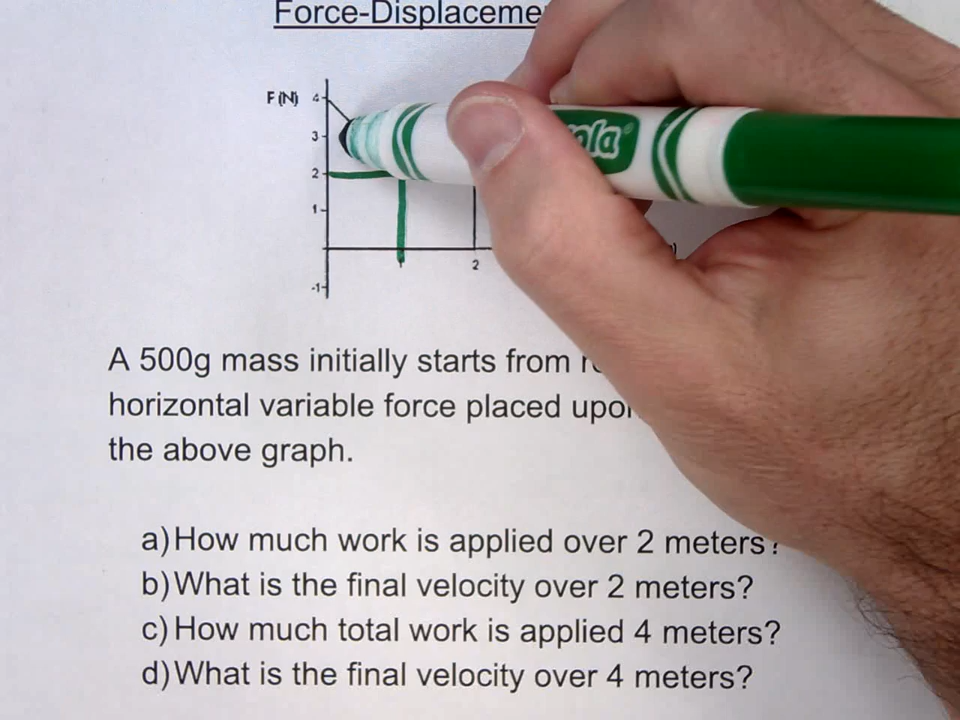 Force-Displaceme
F (N)
4
3
2
1
2
-1
A 500g mass initially starts from
horizontal variable force placed upon
the above graph.
a) How much work is applied over 2 meters?
b) What is the final velocity over 2 meters?
c) How much total work is applied 4 meters?
d) What is the final velocity over 4 meters?